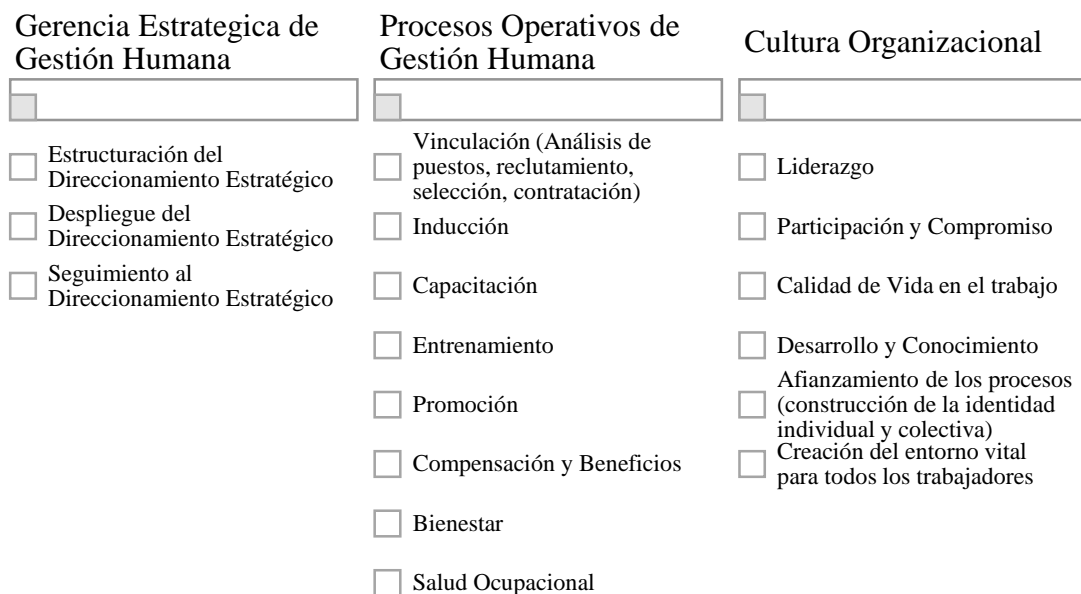 Gerencia Estrategica de
Gestión Humana
Estructuración del
Direccionamiento Estratégico
Despliegue del
Direccionamiento Estratégico
Seguimiento al
Direccionamiento Estratégico
Procesos Operativos de
Gestión Humana
Vinculación (Análisis de
puestos, reclutamiento,
selección, contratación)
Inducción
Capacitación
Entrenamiento
Promoción
Compensación y Beneficios
Bienestar
Salud Ocupacional
Cultura Organizacional
Liderazgo
Participación y Compromiso
Calidad de Vida en el trabajo
Desarrollo y Conocimiento
Afianzamiento de los procesos
(construcción de la identidad
individual y colectiva)
Creación del entorno vital
para todos los trabajadores